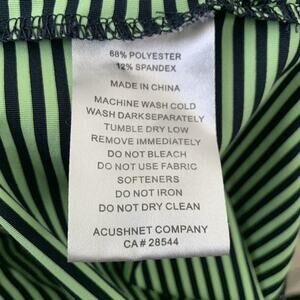 88% POLYESTER
12% SPANDEX
MADE IN CHINA
MACHINE WASH COLD
WASH DARKSEPARATELY
TUMBLE DRY LOW
REMOVE IMMEDIATELY
DO NOT BLEACH
DO NOT USE FABRIC
SOFTENERS
DO NOT IRON
DO NOT DRY CLEAN
ACUSHNET COMPANY
CA# 28544